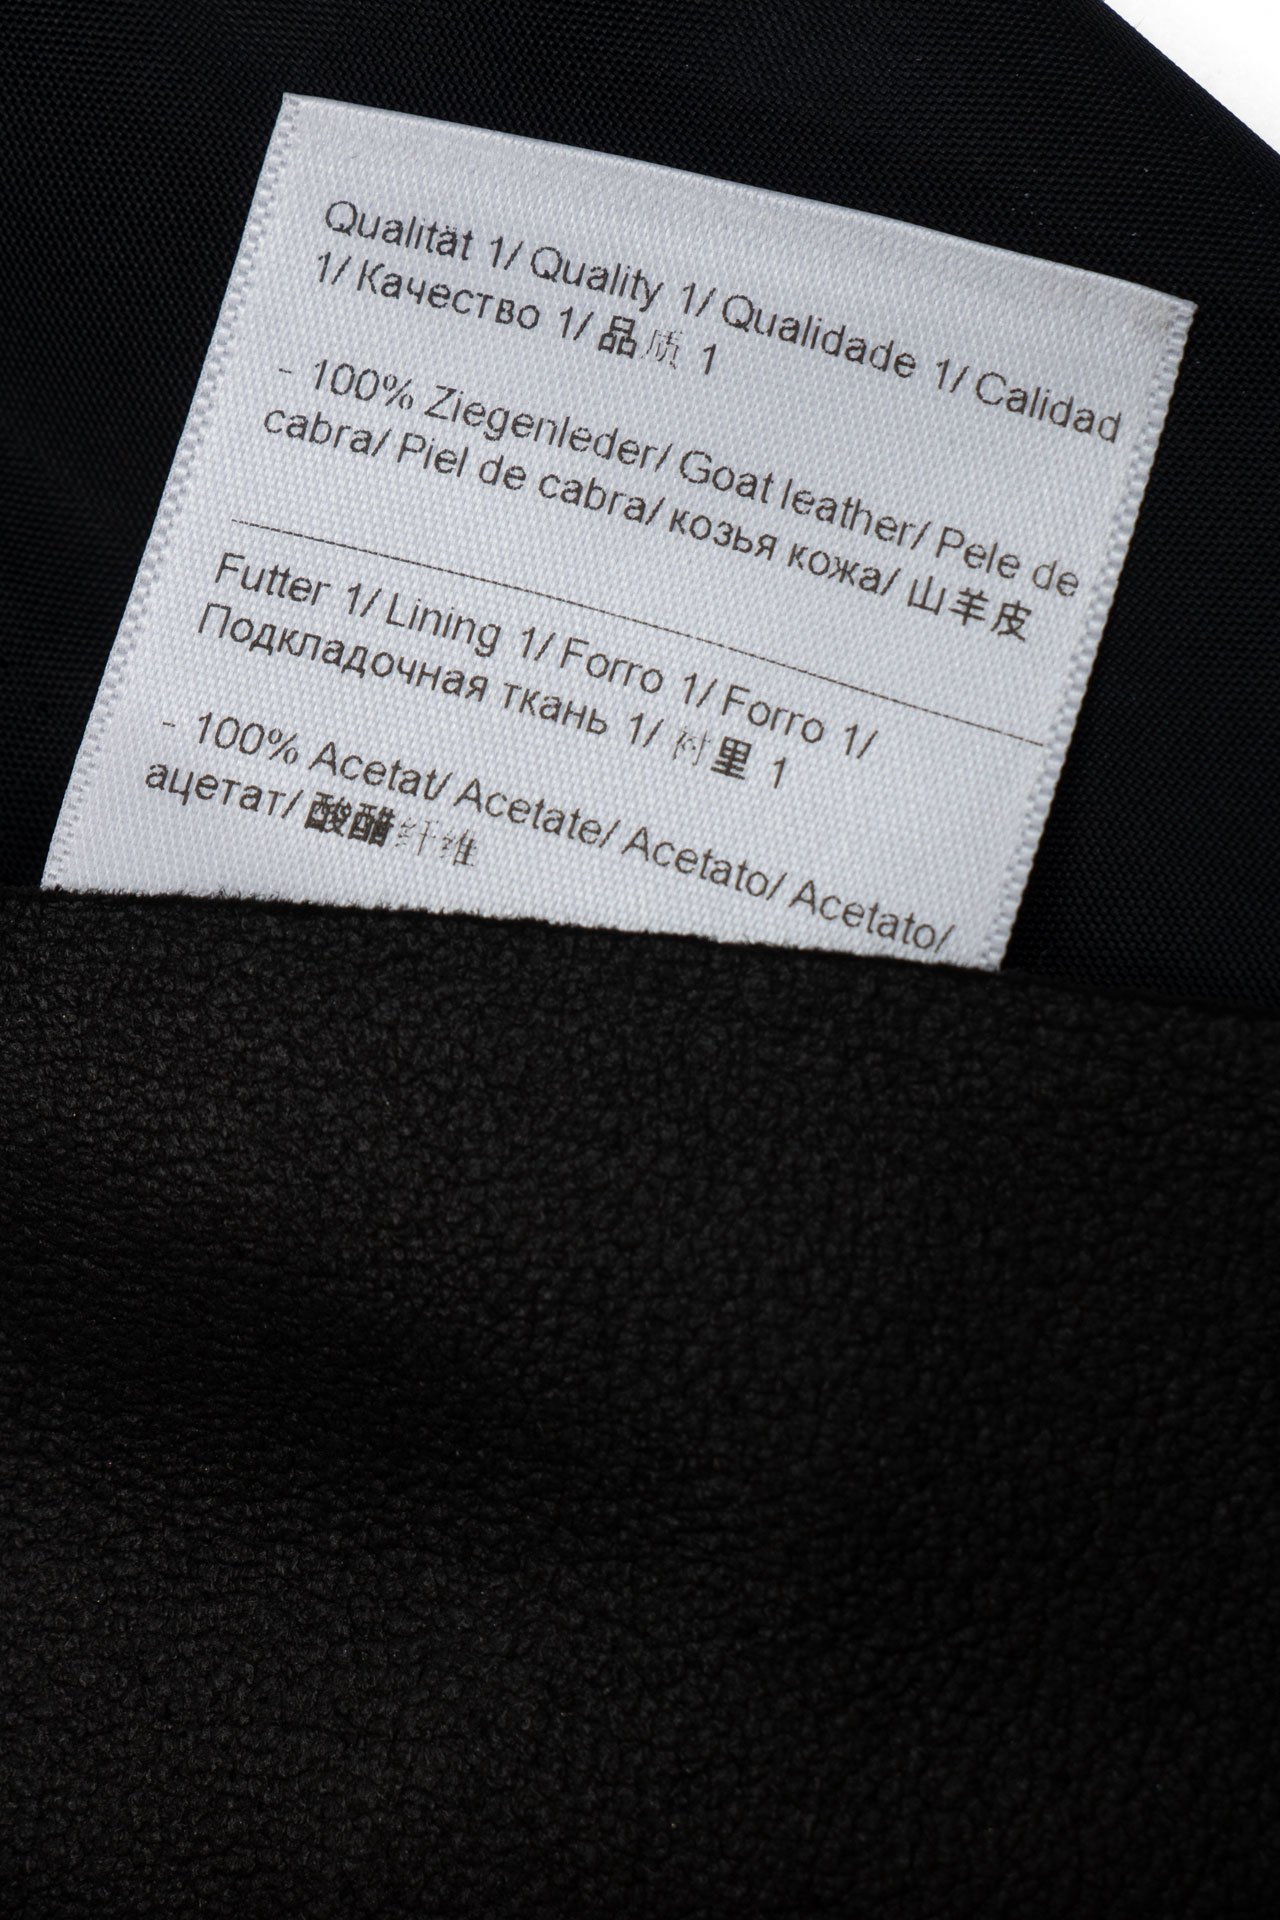 Qualität 1/ Quality 1/ Qualidade 1/ Calidad
1/ Качество 1/ 品质 1
- 100% Ziegenleder/ Goat leather/ Pele de
cabra/ Piel de cabra/ козья кожа/ 山羊皮
Futter 1/ Lining 1/ Forro 1/ Forro 1/
Подкладочная ткань 1/ 衬里 1
- 100% Acetat/ Acetate/ Acetato/ Acetato/
ацетат/ 酸醋纤维